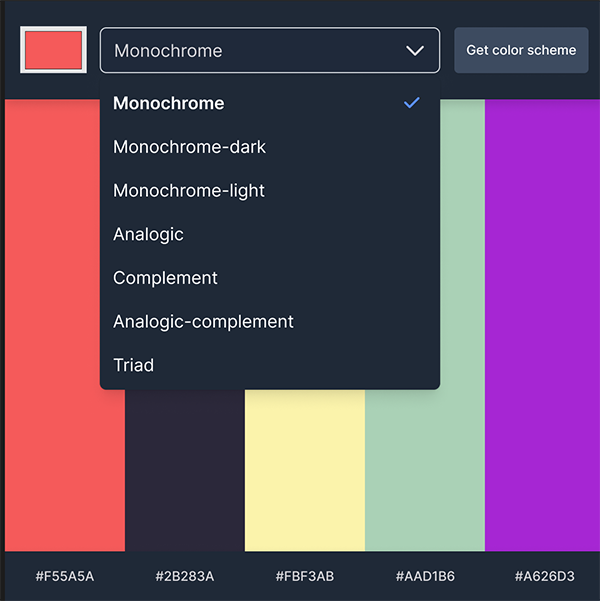 Monochrome
Get color scheme
Monochrome
Monochrome-dark
Monochrome-light
Analogic
Complement
Analogic-complement
Triad
#F55A5A
#2B283A
#FBF3AB
#AAD1B6
#A626D3